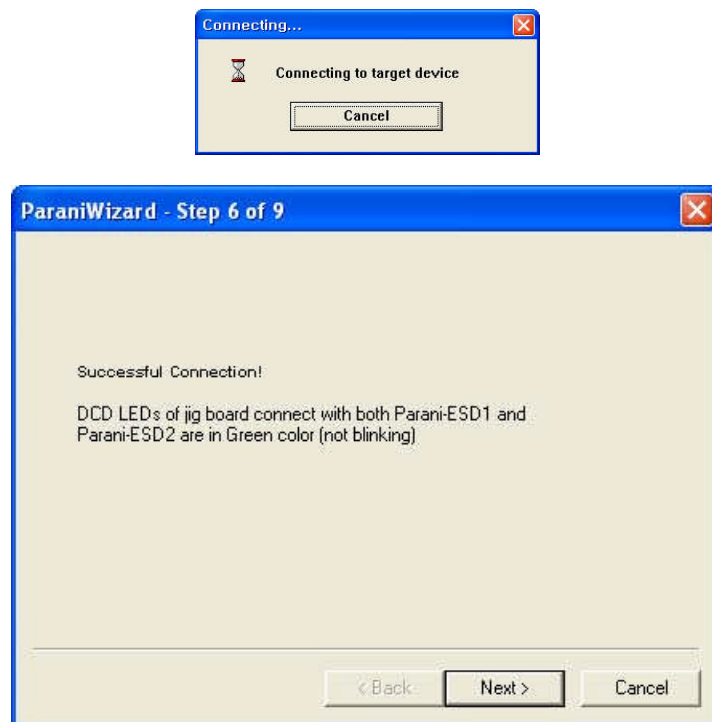 Connecting...
Connecting to target device
Cancel
ParaniWizard - Step 6 of 9
Successful Connection!
DCD LEDs of jig board connect with both Parani-ESD1 and
Parani-ESD2 are in Green color (not blinking)
< Back Next > Cancel